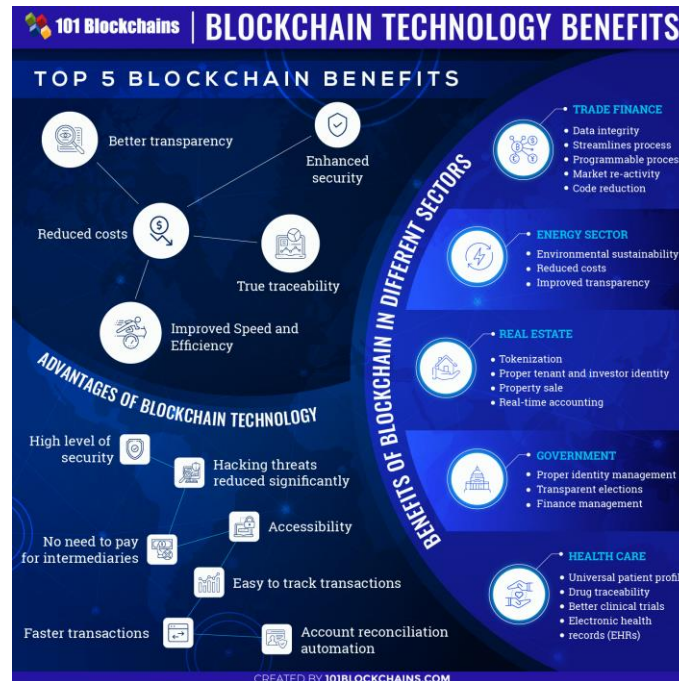 101 Blockchains | BLOCKCHAIN TECHNOLOGY BENEFITS
TOP 5 BLOCKCHAIN BENEFITS
Better transparency
Enhanced
security
Reduced costs
True traceability
Improved Speed and
Efficiency
ADVANTAGES OF BLOCKCHAIN TECHNOLOGY
High level of
security
Hacking threats
reduced significantly
No need to pay
for intermediaries
Accessibility
Easy to track transactions
Faster transactions
Account reconciliation
automation
BENEFITS OF BLOCKCHAIN IN DIFFERENT SECTORS
TRADE FINANCE
• Data integrity
• Streamlines process
• Programmable process
• Market re-activity
• Code reduction
ENERGY SECTOR
• Environmental sustainability
• Reduced costs
• Improved transparency
REAL ESTATE
• Tokenization
• Proper tenant and investor identity
• Property sale
• Real-time accounting
GOVERNMENT
• Proper identity management
• Transparent elections
• Finance management
HEALTH CARE
• Universal patient profil
• Drug traceability
• Better clinical trials
• Electronic health
• records (EHRs)
CREATED BY 101BLOCKCHAINS.COM